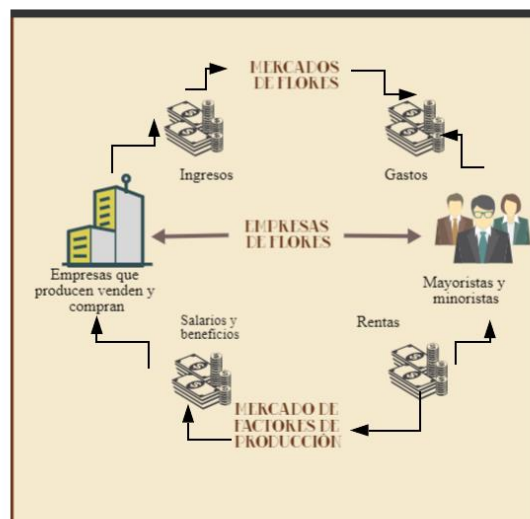 MERCADOS
DE FLORES
Ingresos
Gastos
EMPRESAS
DE FLORES
Empresas que
producen venden y
compran
Mayoristas y
minoristas
Salarios y
beneficios
Rentas
MERCADO DE
FACTORES DE
PRODUCCIÓN